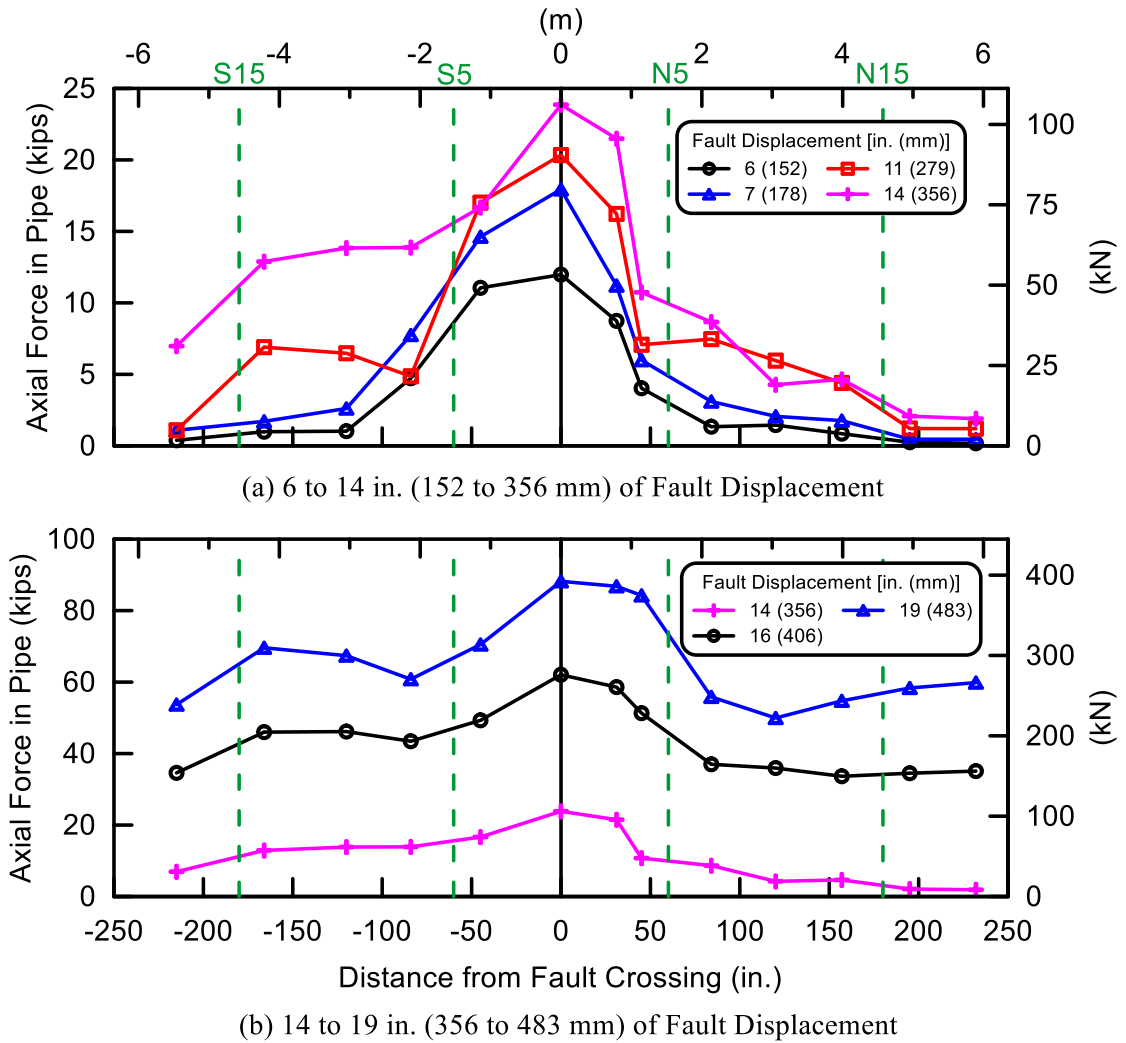 (m)
-6 -4 -2 0 2 4 6
S15 S5 N5 N15
25
20
15
10
5
0
Axial Force in Pipe (kips)
100
75
50
25
0
(kN)
Fault Displacement [in. (mm)]
6 (152) 11 (279)
7 (178) 14 (356)
(a) 6 to 14 in. (152 to 356 mm) of Fault Displacement
100
80
60
40
20
0
Axial Force in Pipe (kips)
400
300
200
100
0
(kN)
Fault Displacement [in. (mm)]
14 (356) 19 (483)
16 (406)
-250 -200 -150 -100 -50 0 50 100 150 200 250
Distance from Fault Crossing (in.)
(b) 14 to 19 in. (356 to 483 mm) of Fault Displacement